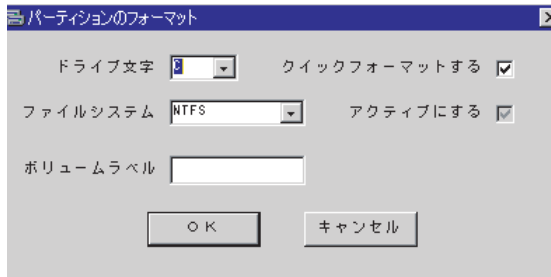 パーティションのフォーマット
ドライブ文字 C クイックフォーマットする
ファイルシステム NTFS アクティブにする
ボリュームラベル
OK キャンセル